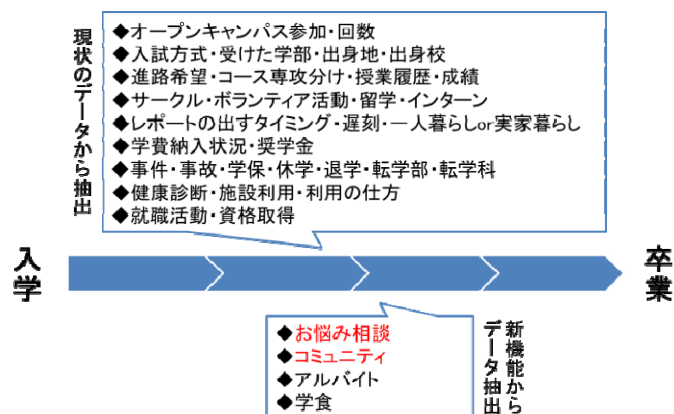 現状のデータから抽出
◆オープンキャンパス参加・回数
◆入試方式・受けた学部・出身地・出身校
◆進路希望・コース専攻分け・授業履歴・成績
◆サークル・ボランティア活動・留学・インターン
◆レポートの出すタイミング・遅刻・一人暮らしor実家暮らし
◆学費納入状況・奨学金
◆事件・事故・学保・休学・退学・転学部・転学科
◆健康診断・施設利用・利用の仕方
◆就職活動・資格取得
入学
卒業
◆お悩み相談
◆コミュニティ
◆アルバイト
◆学食
新機能から
データ抽出